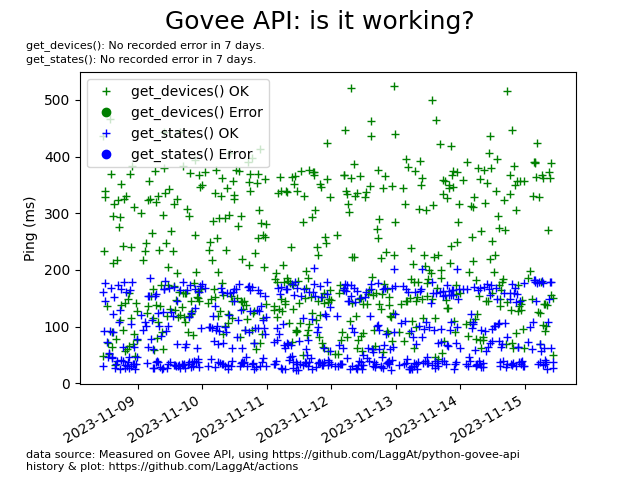 Govee API: is it working?
get_devices(): No recorded error in 7 days.
get_states(): No recorded error in 7 days.
get_devices() OK
get_devices() Error
get_states() OK
get_states() Error
Ping (ms)
500
400
300
200
100
0
2023-11-09
2023-11-10
2023-11-11
2023-11-12
2023-11-13
2023-11-14
2023-11-15
data source: Measured on Govee API, using https://github.com/LaggAt/python-govee-api
history & plot: https://github.com/LaggAt/actions